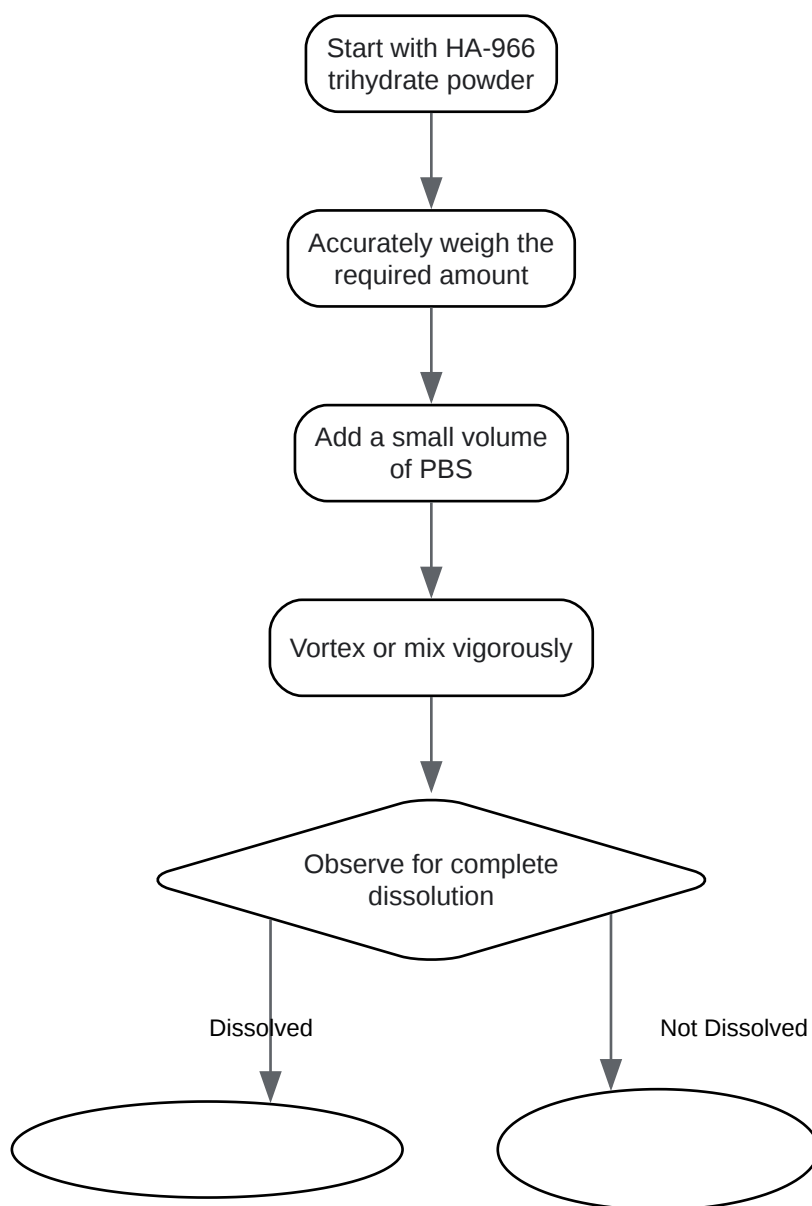 Start with HA-966
trihydrate powder
Accurately weigh the
required amount
Add a small volume
of PBS
Vortex or mix vigorously
Observe for complete
dissolution
Dissolved
Not Dissolved